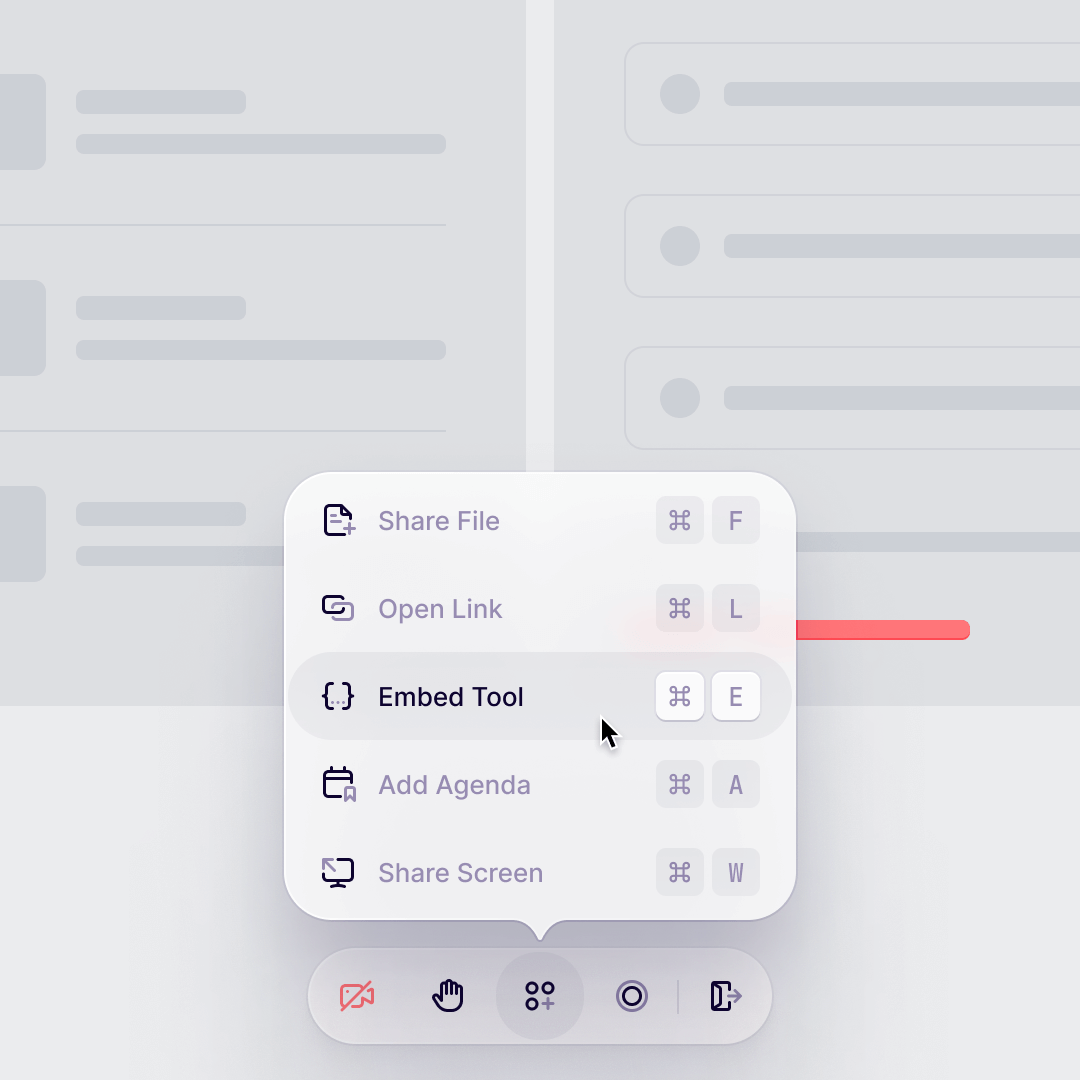 Share File ⌘ F
Open Link ⌘ L
Embed Tool ⌘ E
Add Agenda ⌘ A
Share Screen ⌘ W